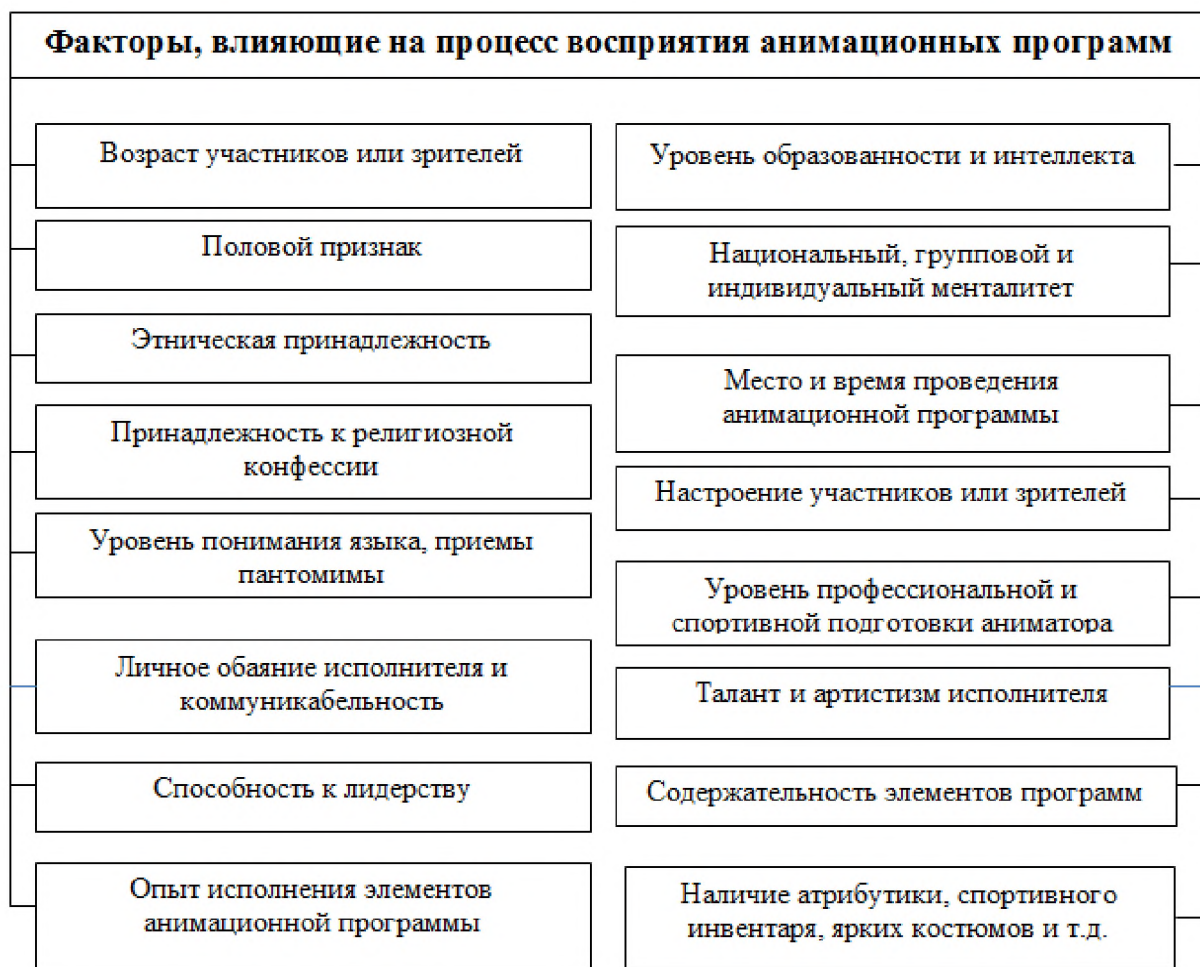 Факторы, влияющие на процесс восприятия анимационных программ
Возраст участников или зрителей
Половой признак
Этническая принадлежность
Принадлежность к религиозной
конфессии
Уровень понимания языка, приемы
пантомимы
Личное обаяние исполнителя и
коммуникабельность
Способность к лидерству
Опыт исполнения элементов
анимационной программы
Уровень образованности и интеллекта
Национальный, групповой и
индивидуальный менталитет
Место и время проведения
анимационной программы
Настроение участников или зрителей
Уровень профессиональной и
спортивной подготовки аниматора
Талант и артистизм исполнителя
Содержательность элементов программ
Наличие атрибутики, спортивного
инвентаря, ярких костюмов и т.д.